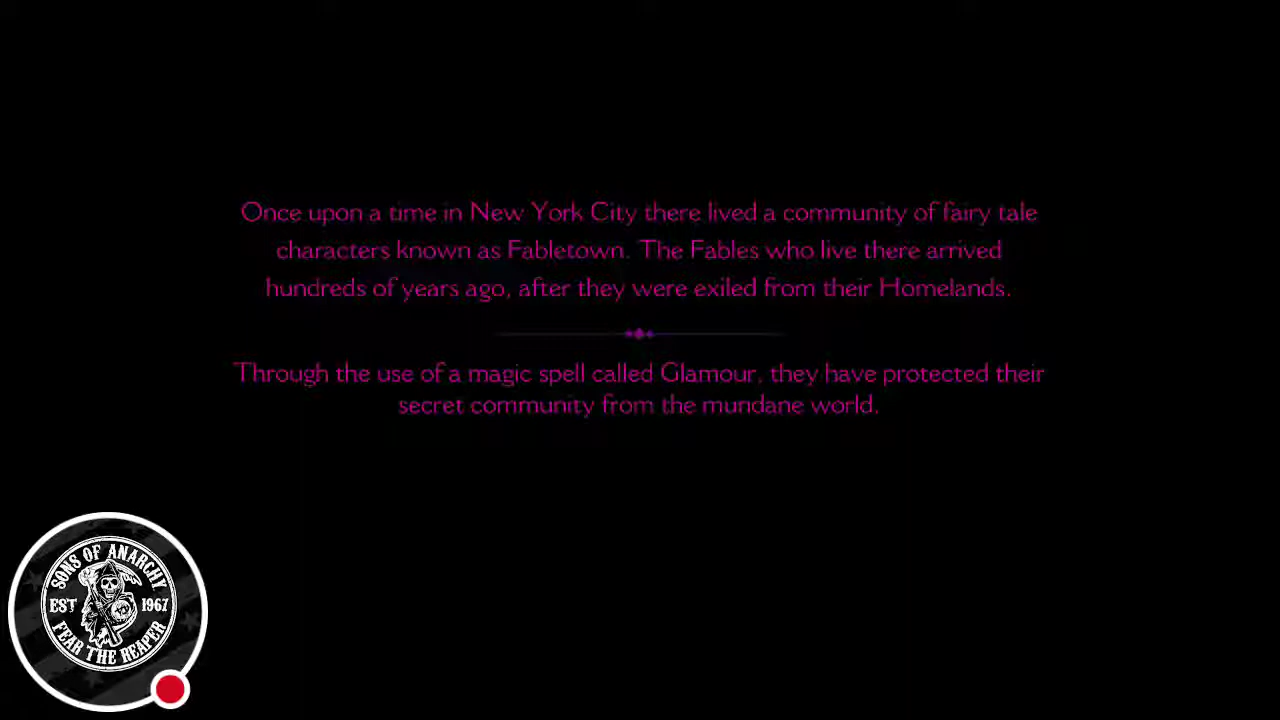 Once upon a time in New York City there lived a community of fairy tale
characters known as Fabletown. The Fables who live there arrived
hundreds of years ago, after they were exiled from their Homelands.
Through the use of a magic spell called Glamour, they have protected their
secret community from the mundane world.
SONS OF ANARCHY
EST 1967
FEAR THE REAPER